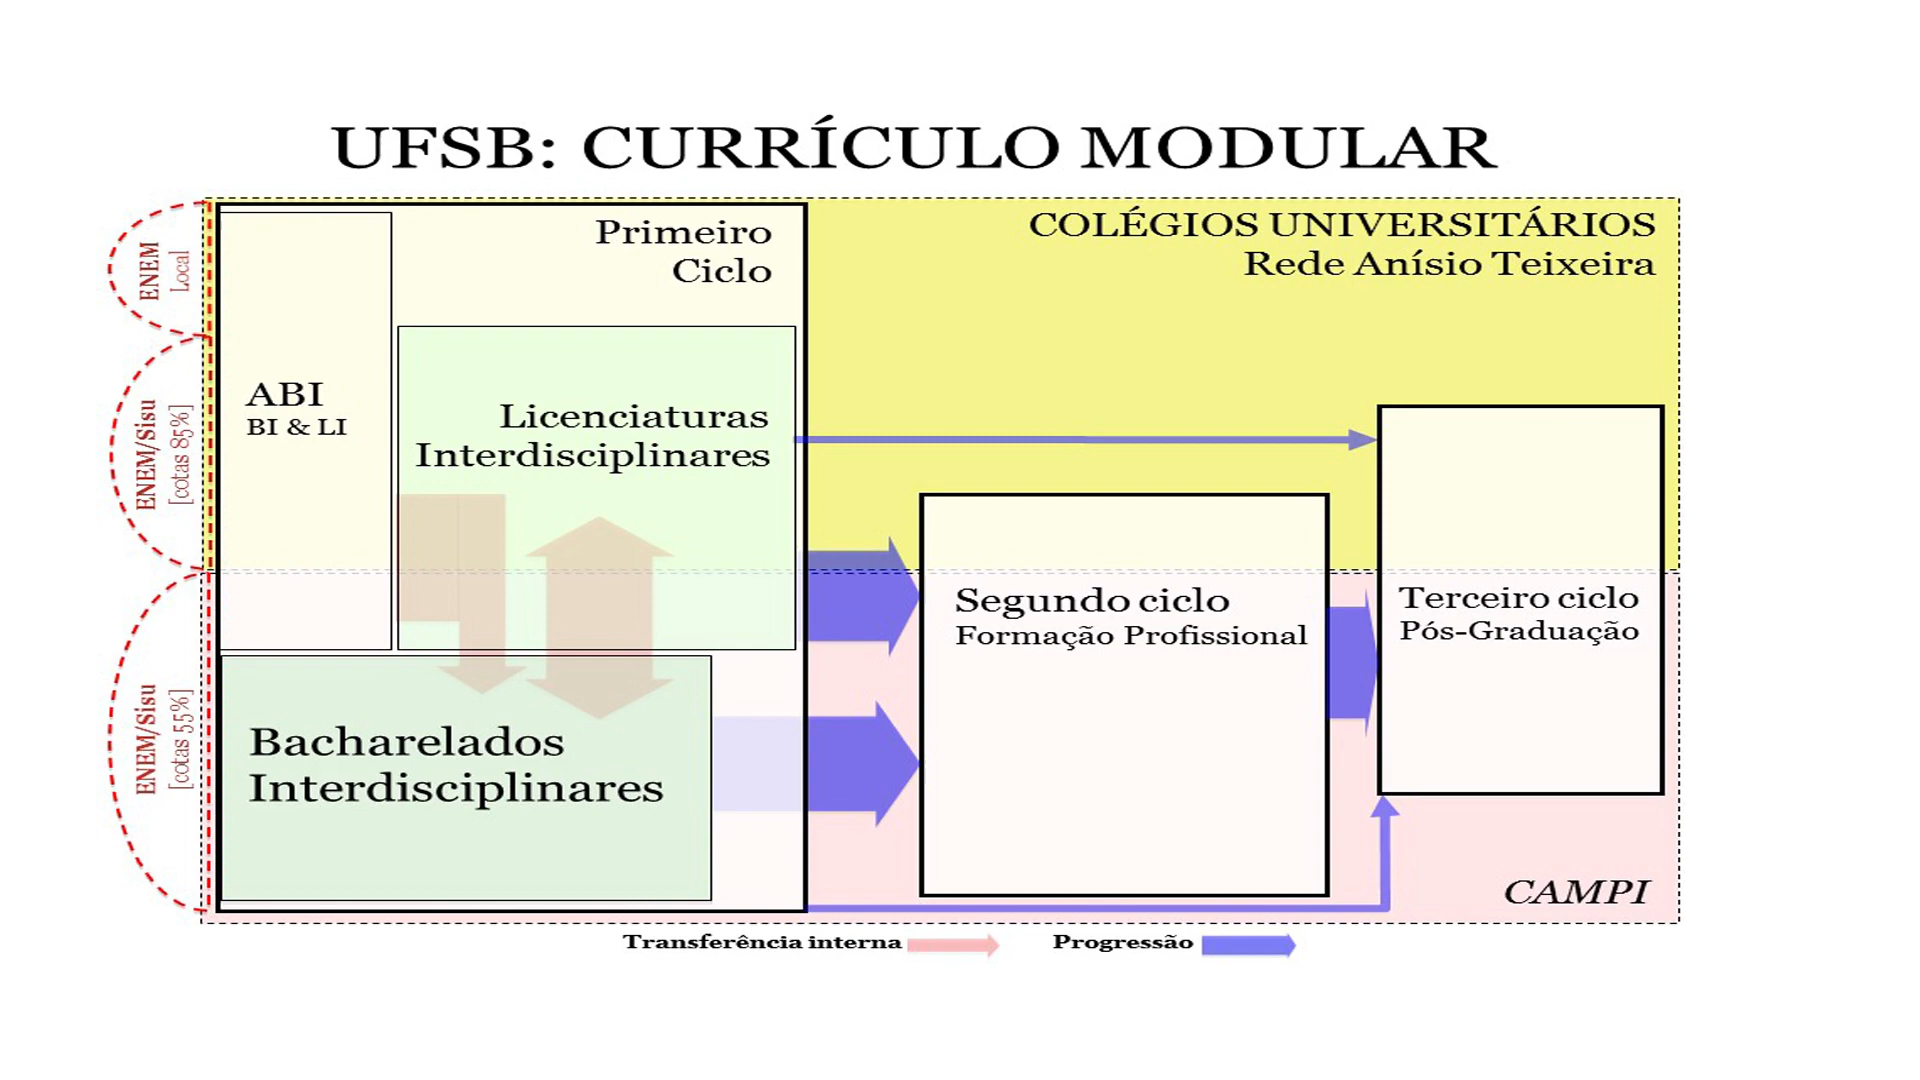 UFSB: CURRÍCULO MODULAR
ENEM
Local
ENEM/Sisu
[cotas 85%]
ENEM/Sisu
[cotas 55%]
Primeiro
Ciclo
COLÉGIOS UNIVERSITÁRIOS
Rede Anísio Teixeira
ABI
BI & LI
Licenciaturas
Interdisciplinares
Bacharelados
Interdisciplinares
Segundo ciclo
Formação Profissional
Terceiro ciclo
Pós-Graduação
CAMPI
Transferência interna
Progressão